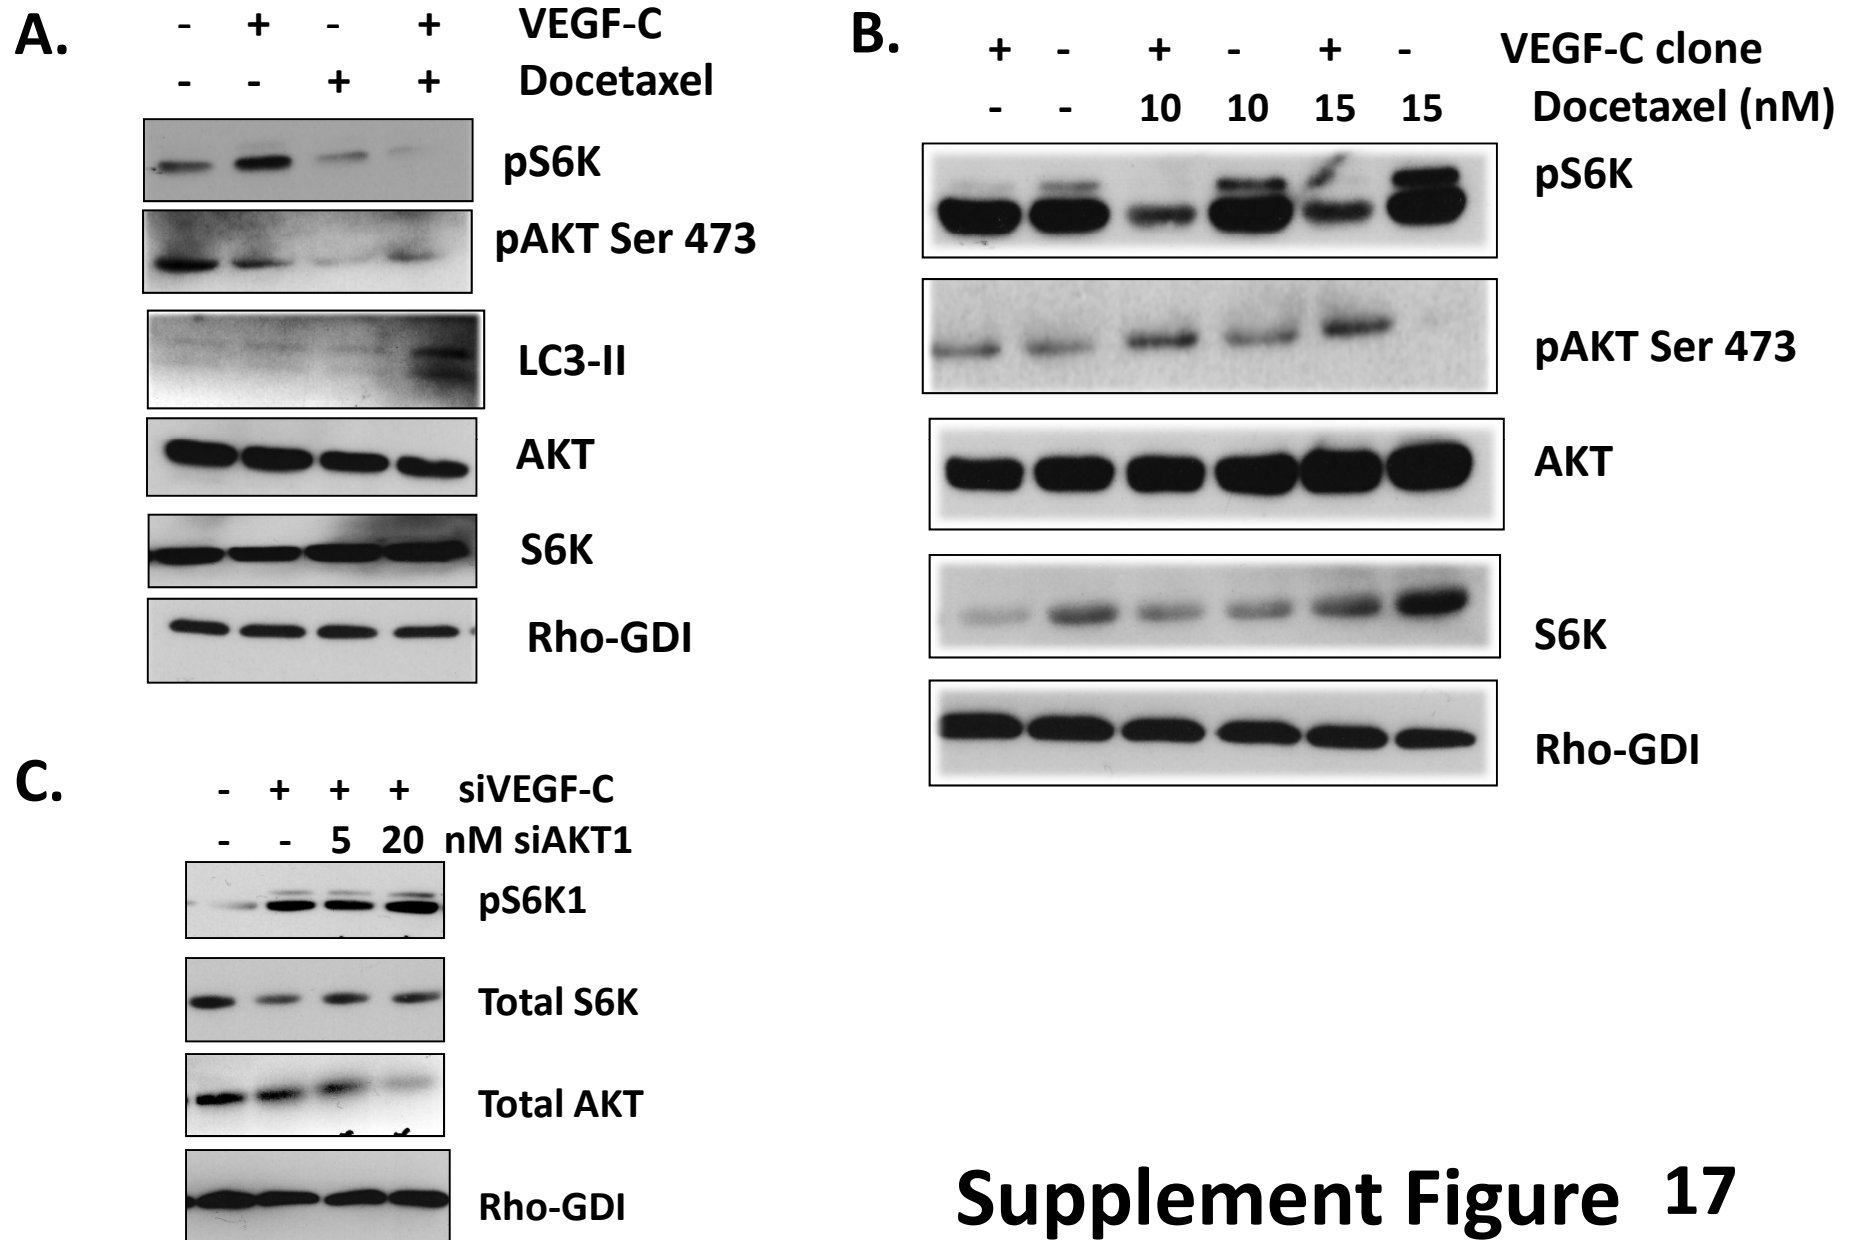 A.
- + - + VEGF-C
- - + + Docetaxel
pS6K
pAKT Ser 473
LC3-II
AKT
S6K
Rho-GDI
B.
+ - + - + - VEGF-C clone
- - 10 10 15 15 Docetaxel (nM)
pS6K
pAKT Ser 473
AKT
S6K
Rho-GDI
C.
- + + + siVEGF-C
- - 5 20 nM siAKT1
pS6K1
Total S6K
Total AKT
Rho-GDI
Supplement Figure 17